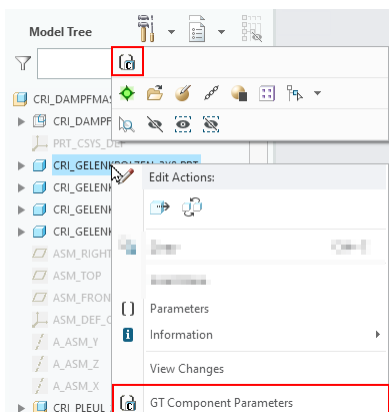 Model Tree
CRI_DAMPFMAS
CRI_DAMPF
PRT_CSYS_DEF
CRI_GELENKBOLZEN_3X8.PRT
Edit Actions:
CRI_GELENK
CRI_GELENK
CRI_GELENK
ASM_RIGHT
ASM_TOP
ASM_FRON
ASM_DEF_C
Parameters
A_ASM_Y
Information
A_ASM_Z
View Changes
A_ASM_X
CRI_PLEUL
GT Component Parameters